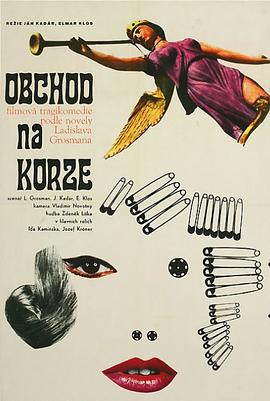 REŽIE JÁN KADÁR, ELMAR KLOS
OBCHOD
filmová tragikomedie
podle novely
Ladislava
Grosmana
NA
KORZE
scénář L. Grosman, J. Kadár, E. Klos
kamera Vladimír Novotný
hudba Zdeněk Liška
v hlavních rolích
Ida Kamińska, Jozef Króner